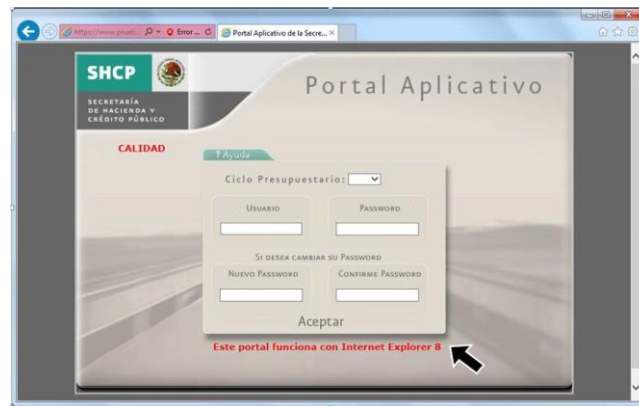 https://www.prueb...
Error...
Portal Aplicativo de la Secre...
SHCP
SECRETARÍA
DE HACIENDA Y
CRÉDITO PÚBLICO
Portal Aplicativo
CALIDAD
? Ayuda
Ciclo Presupuestario:
USUARIO
PASSWORD
SI DESEA CAMBIAR SU PASSWORD
NUEVO PASSWORD
CONFIRME PASSWORD
Aceptar
Este portal funciona con Internet Explorer 8